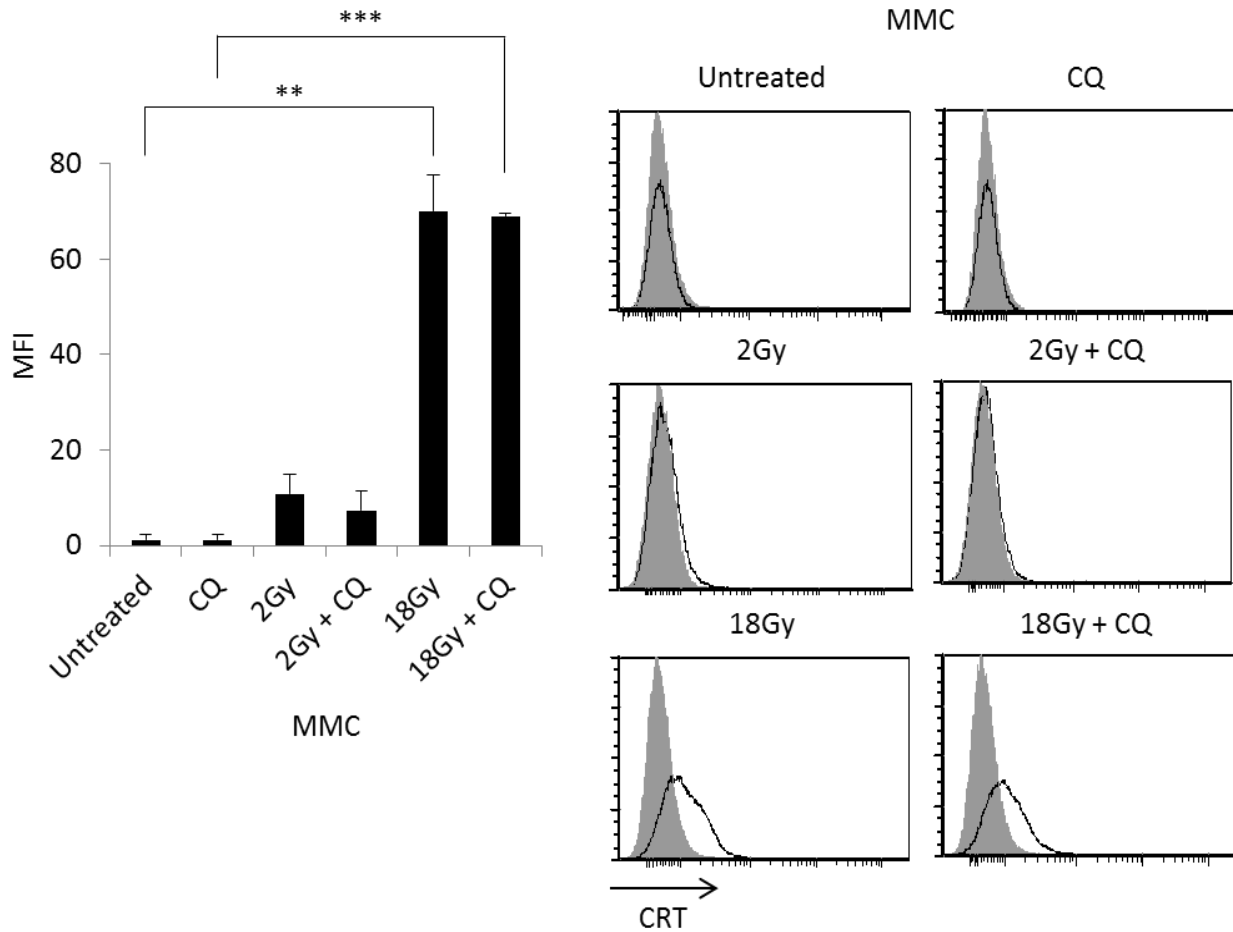 ***
**
80
60
40
20
0
MFI
Untreated
CQ
2Gy
2Gy + CQ
18Gy
18Gy + CQ
MMC
MMC
Untreated
CQ
2Gy
2Gy + CQ
18Gy
18Gy + CQ
CRT